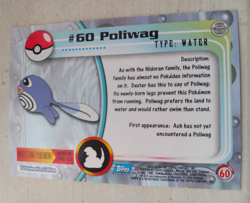 #60 Poliwag
TYPE: WATER
Description:
As with the Nidoran family, the Poliwag
family has almost no Pokédex information
on it. Dexter has this to say of Poliwag:
Its newly-born legs prevent this Pokémon
from running. Poliwag prefers the land to
water and would rather swim than stand.
First appearance: Ash has not yet
encountered a Poliwag
Topps
60